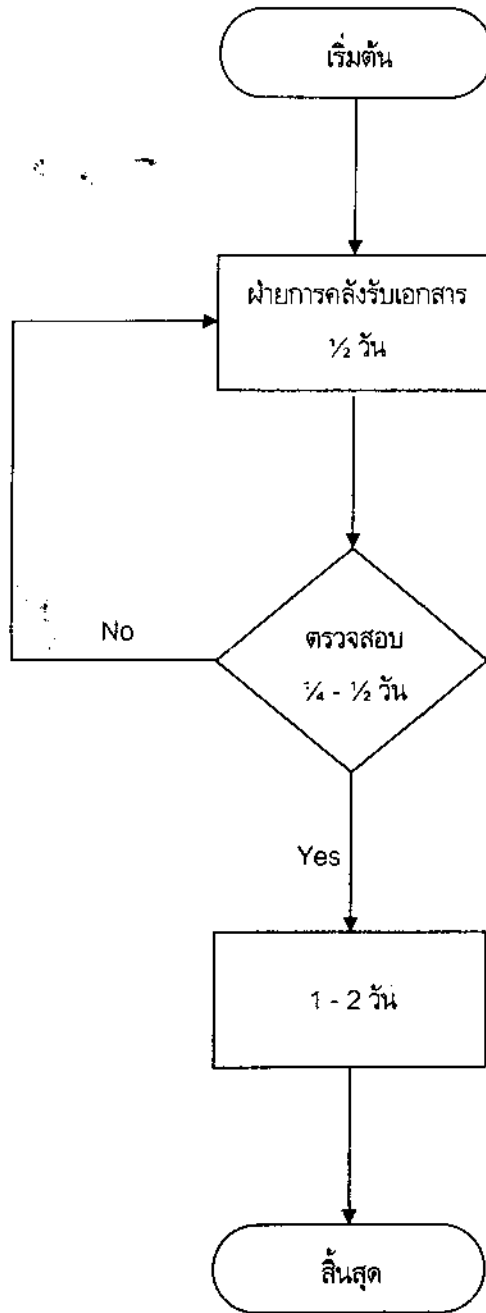 เริ่มต้น
ฝ่ายการคลังรับเอกสาร
½ วัน
No
ตรวจสอบ
¼ - ½ วัน
Yes
1 - 2 วัน
สิ้นสุด